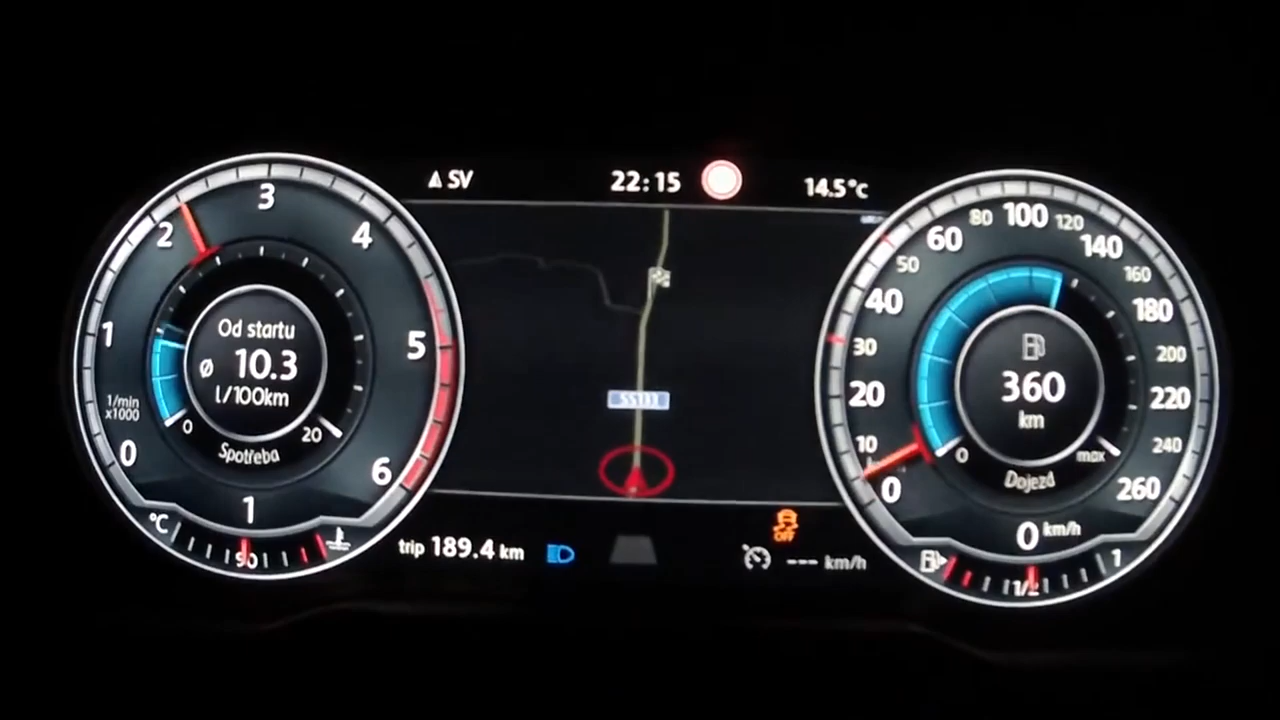 SV
22:15
14.5°C
0 1 2 3 4 5 6
1/min
x1000
Od startu
ø 10.3
l/100km
0 20
Spotřeba
1
°C
90
55133
trip 189.4 km
OFF
--- km/h
0 10 20 30 40 50 60 80 100 120 140 160 180 200 220 240 260
360
km
0 max
Dojezd
0 km/h
1/2 1